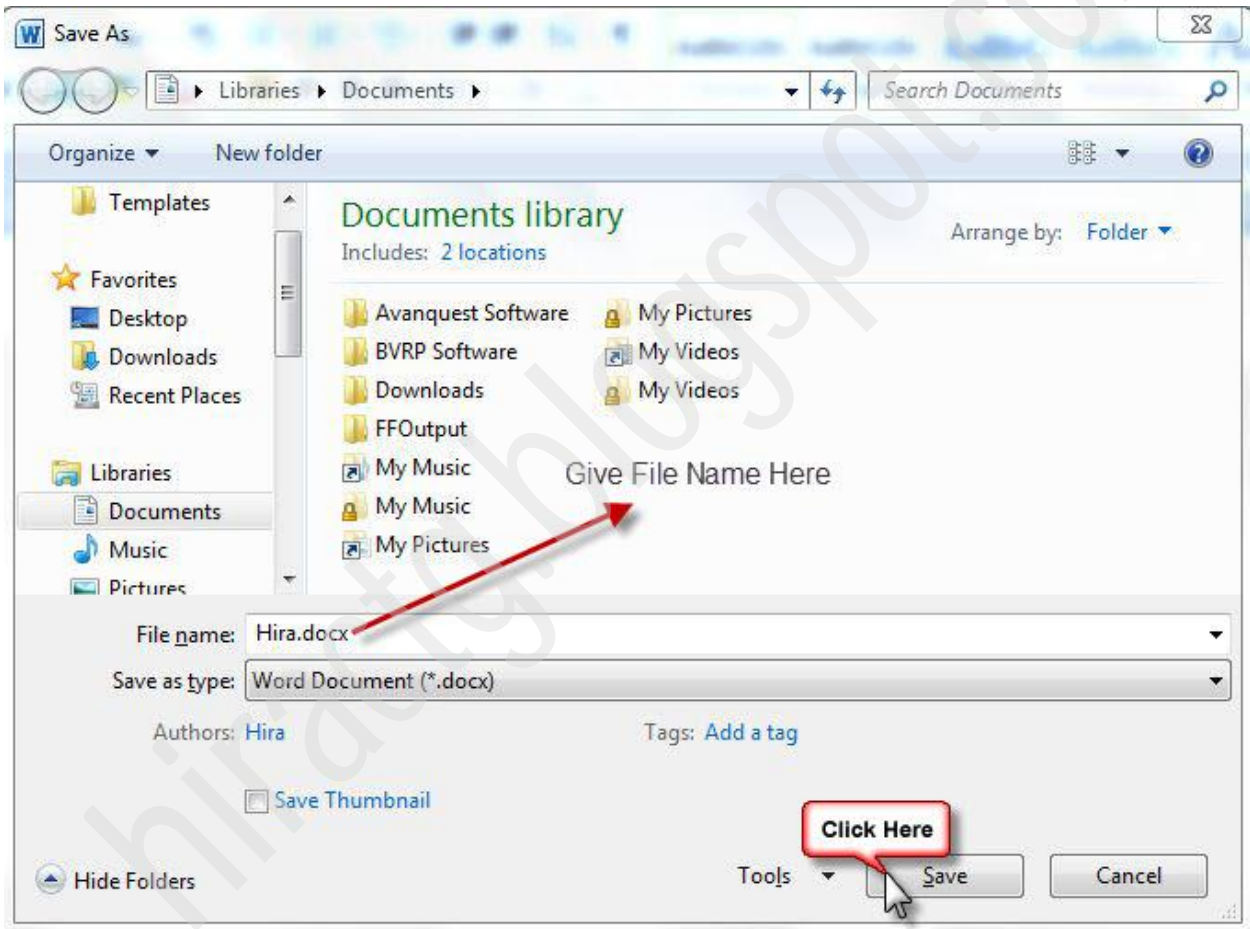 Save As
Libraries Documents Search Documents
Organize New folder
Templates
Favorites
Desktop
Downloads
Recent Places
Libraries
Documents
Music
Pictures
Documents library
Includes: 2 locations
Arrange by: Folder
Avanquest Software
BVRP Software
Downloads
FFOutput
My Music
My Music
My Pictures
My Pictures
My Videos
My Videos
Give File Name Here
File name: Hira.docx
Save as type: Word Document (*.docx)
Authors: Hira Tags: Add a tag
Save Thumbnail
Click Here
Hide Folders Tools Save Cancel